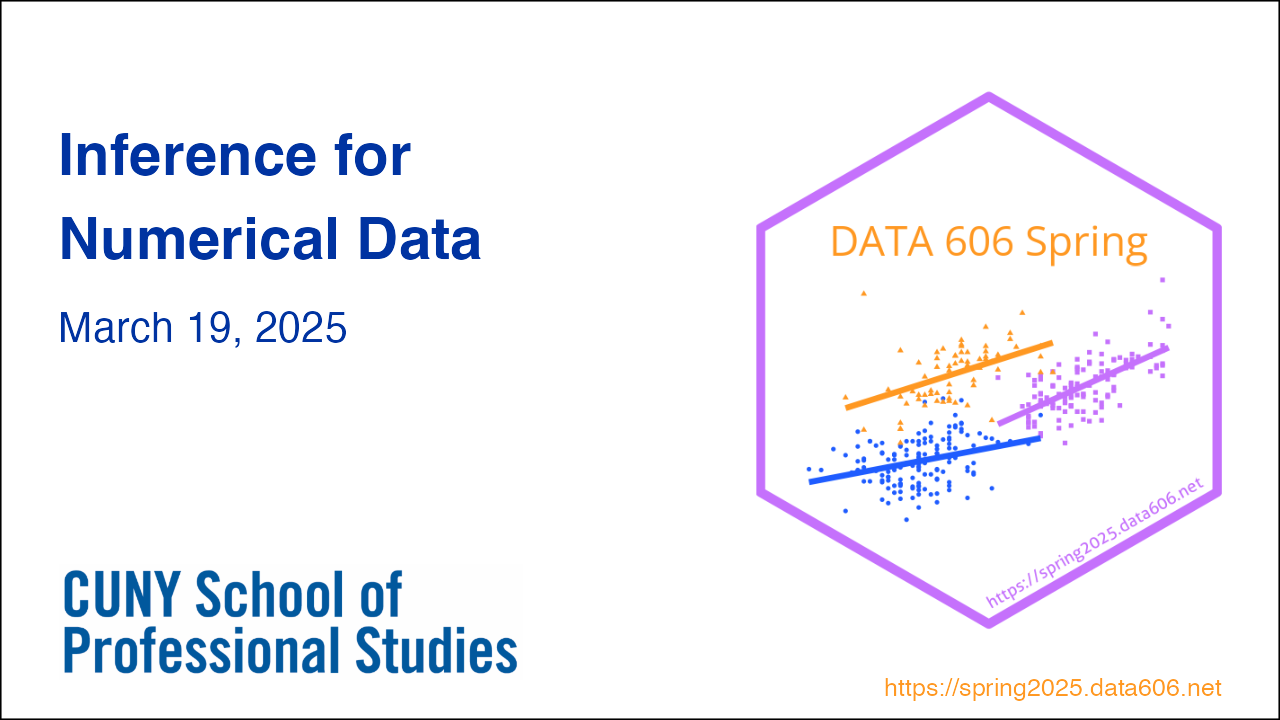 Inference for
Numerical Data
March 19, 2025
CUNY School of
Professional Studies
DATA 606 Spring
https://spring2025.data606.net
https://spring2025.data606.net